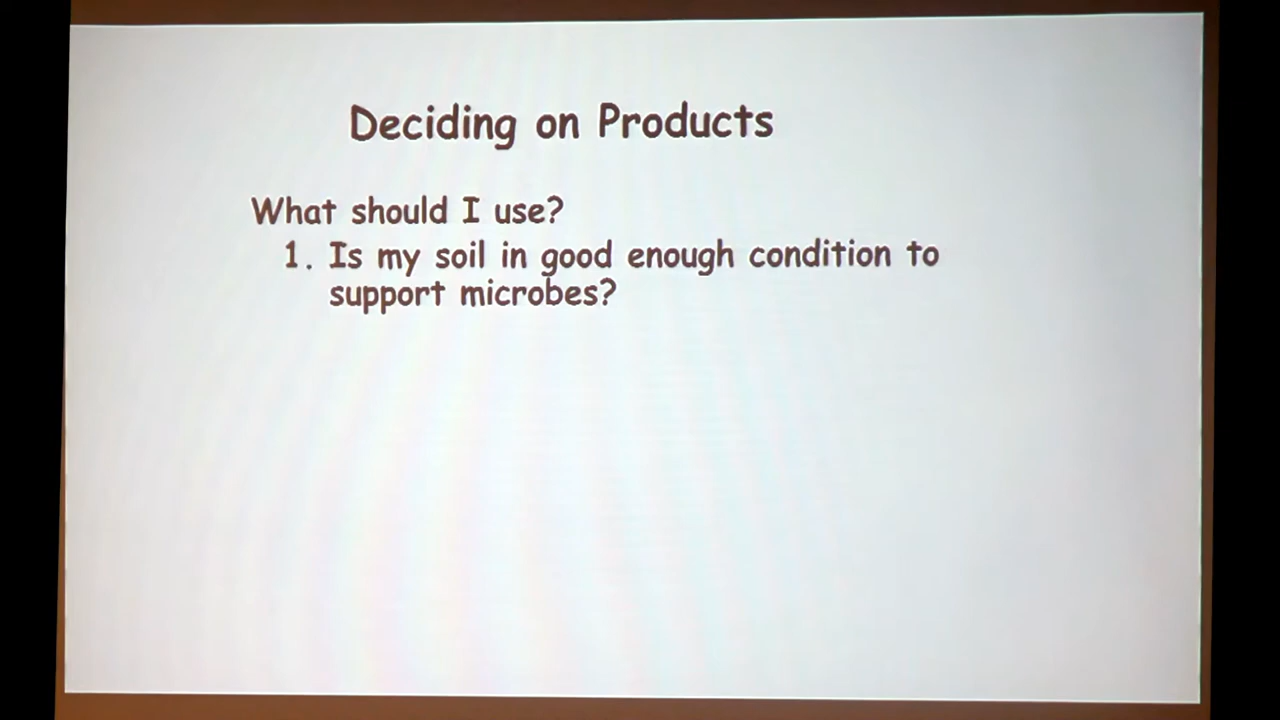 Deciding on Products
What should I use?
1. Is my soil in good enough condition to
support microbes?